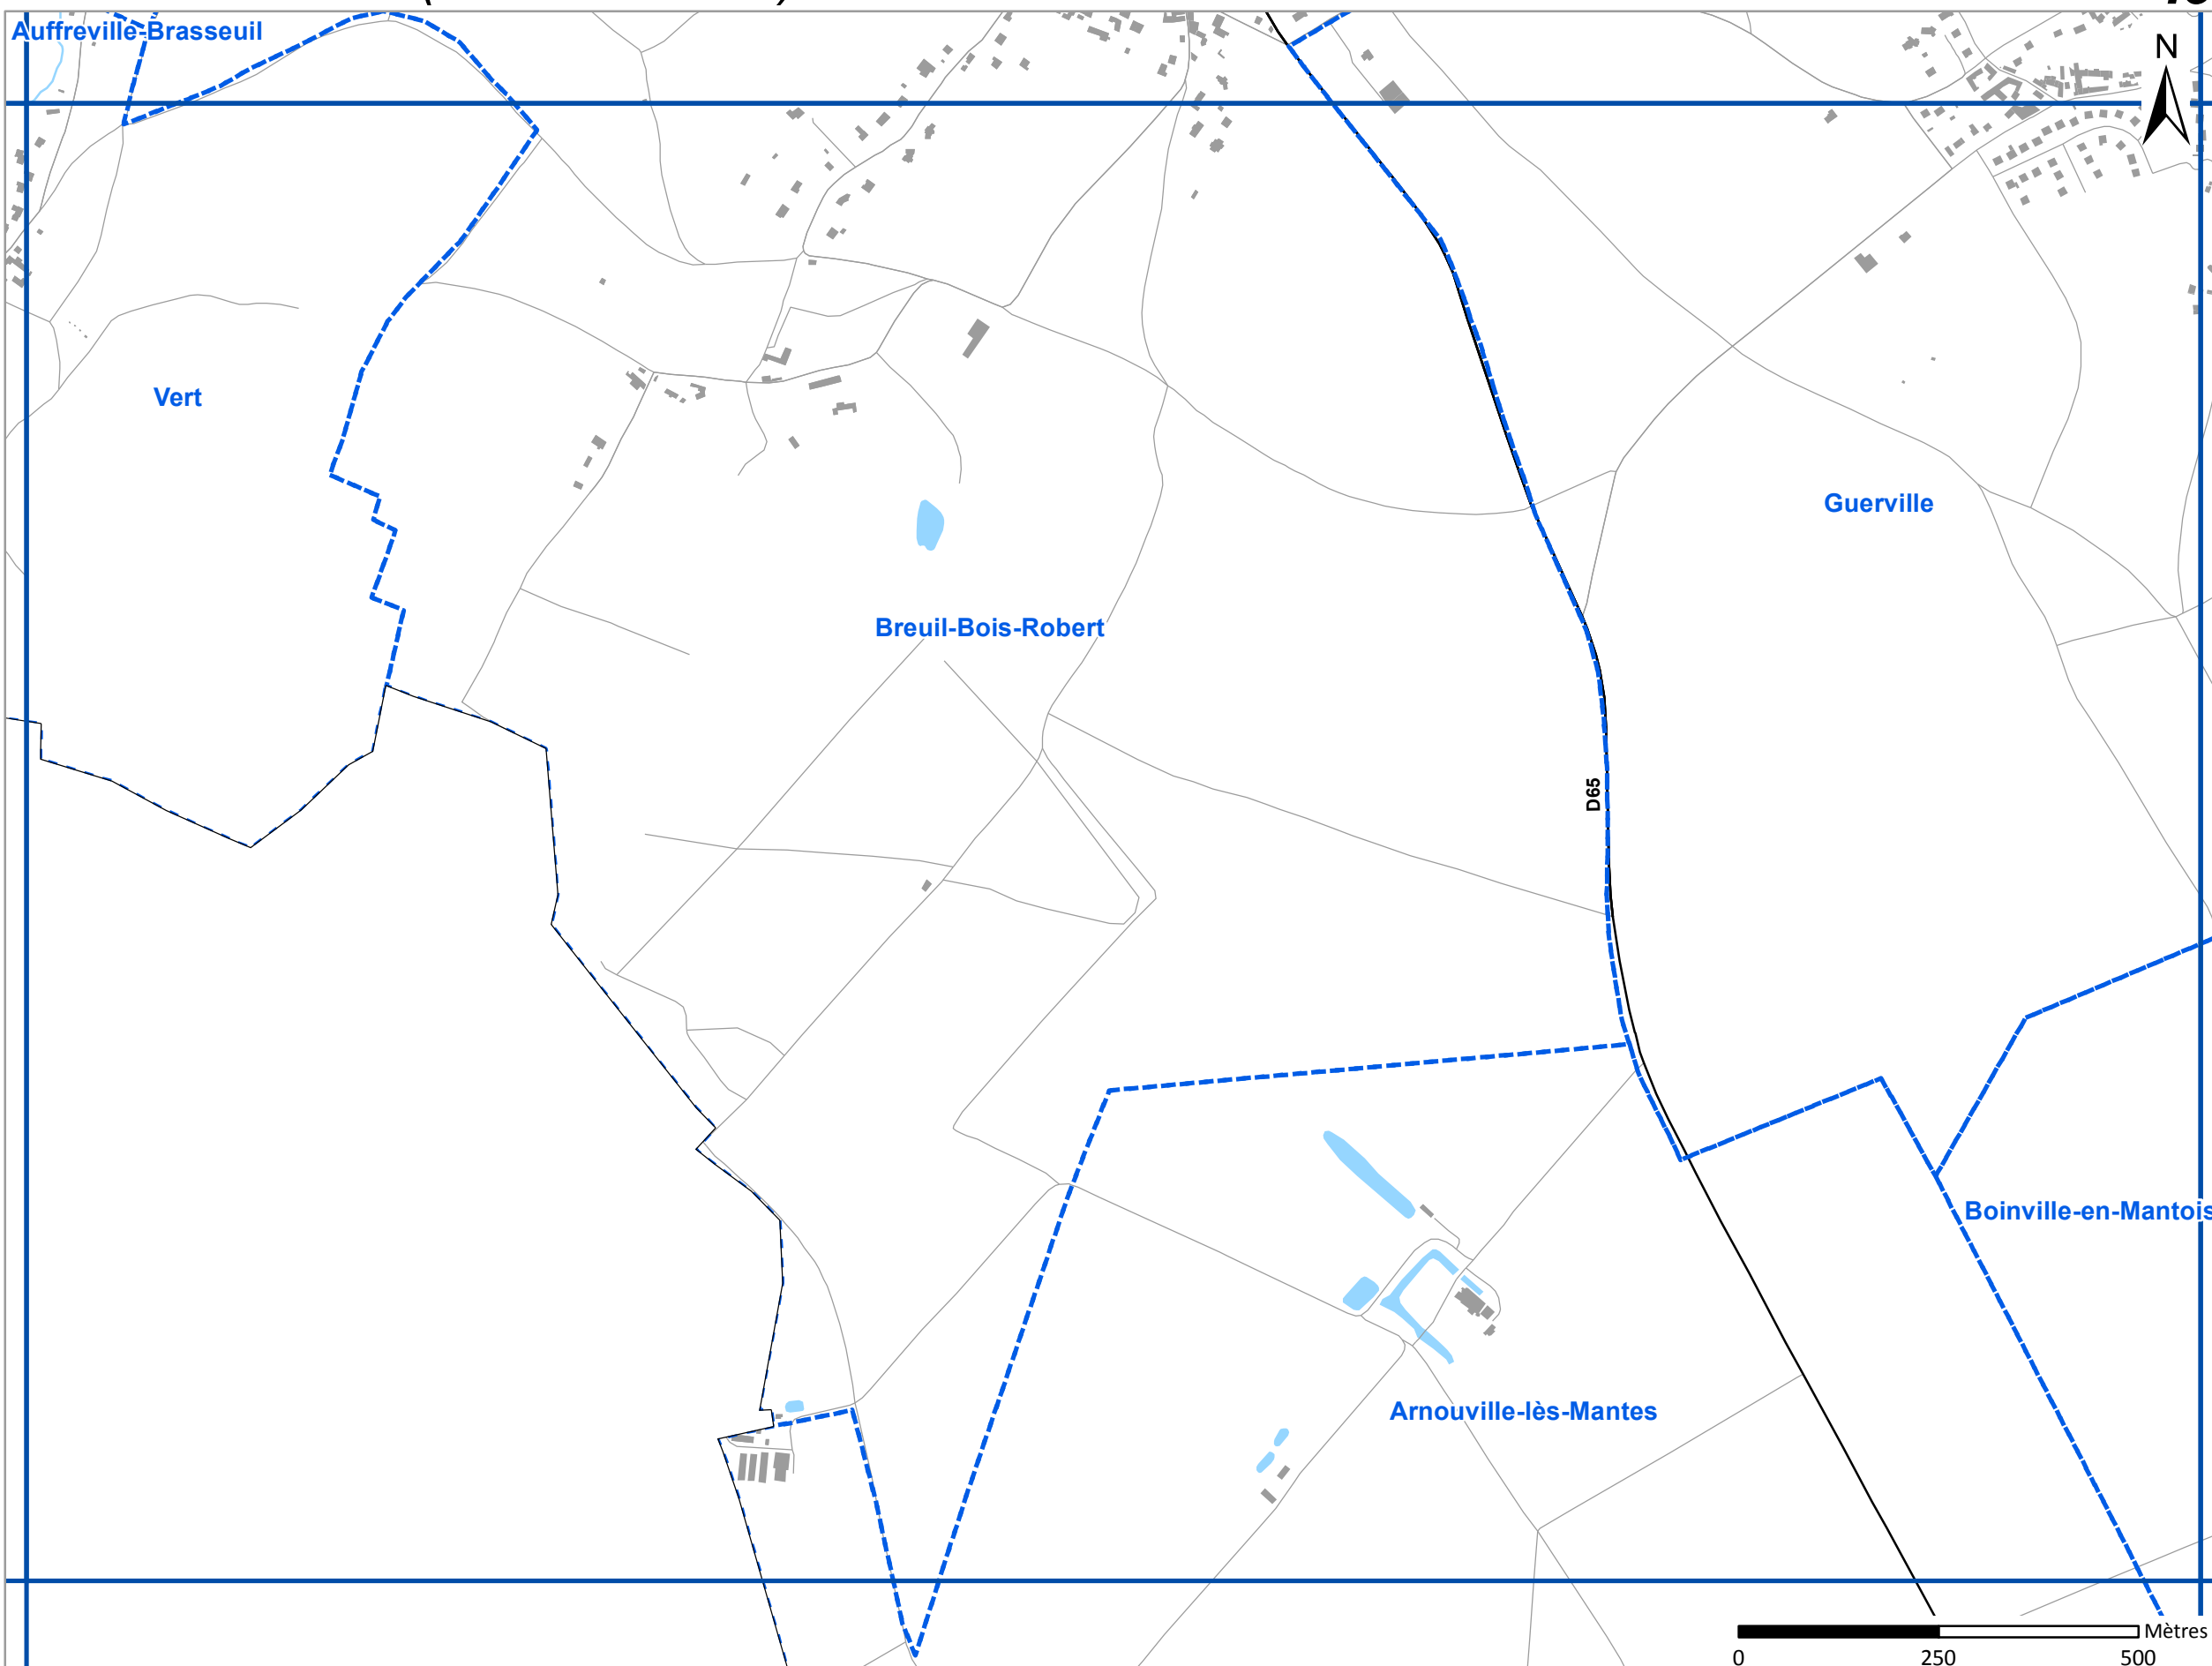 Auffreville-Brasseuil
N
Vert
Guerville
Breuil-Bois-Robert
D65
Boinville-en-Mantois
Arnouville-lès-Mantes
Mètres
0 250 500